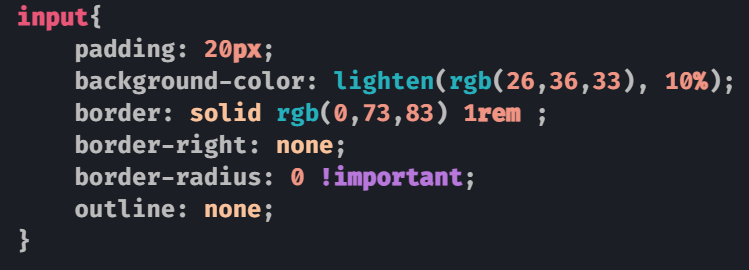 input{
    padding: 20px;
    background-color: lighten(rgb(26,36,33), 10%);
    border: solid rgb(0,73,83) 1rem ;
    border-right: none;
    border-radius: 0 !important;
    outline: none;
}